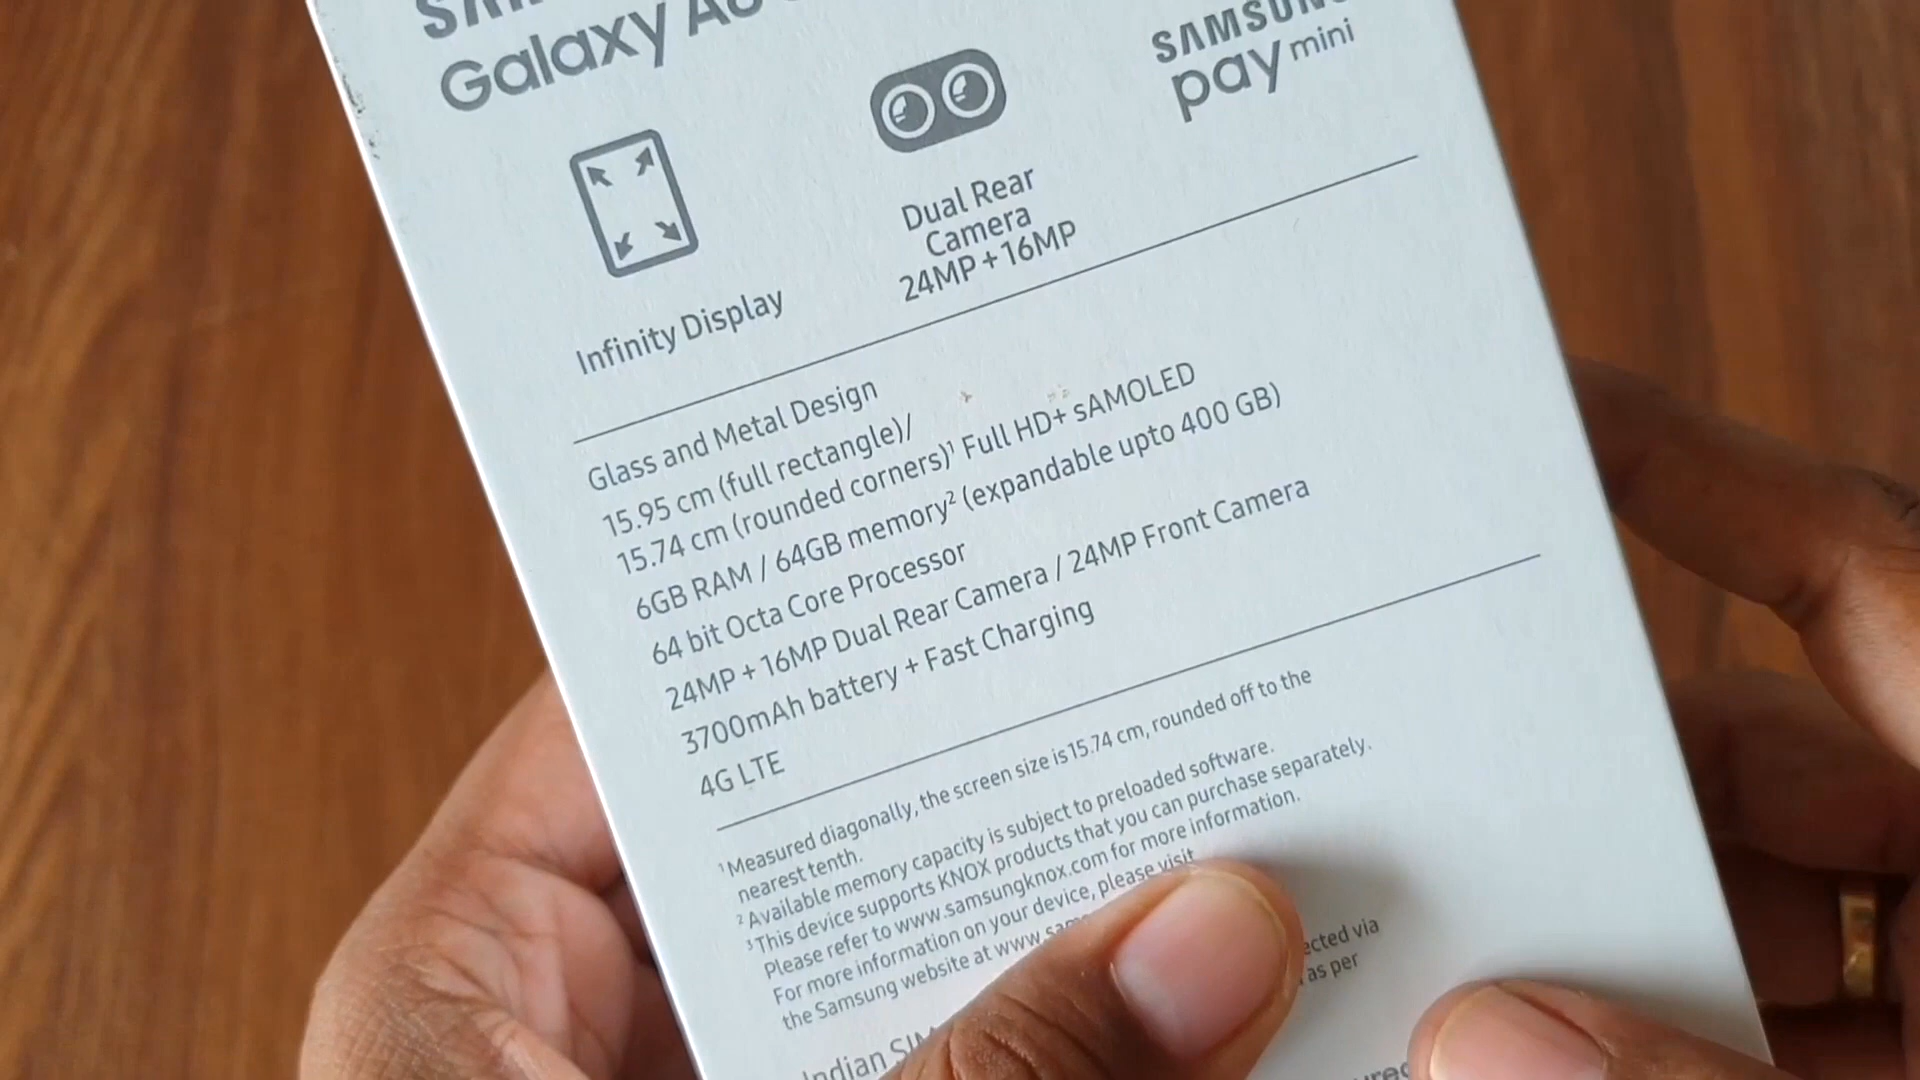 Galaxy
SAMSUNG
pay mini
Infinity Display
Dual Rear
Camera
24MP + 16MP
Glass and Metal Design
15.95 cm (full rectangle)/
15.74 cm (rounded corners)¹ Full HD+ sAMOLED
6GB RAM / 64GB memory² (expandable upto 400 GB)
64 bit Octa Core Processor
24MP + 16MP Dual Rear Camera / 24MP Front Camera
3700mAh battery + Fast Charging
4G LTE
¹ Measured diagonally, the screen size is 15.74 cm, rounded off to the
nearest tenth.
² Available memory capacity is subject to preloaded software.
³ This device supports KNOX products that you can purchase separately.
Please refer to www.samsungknox.com for more information.
For more information on your device, please visit
the Samsung website at www.
ected via
as per
Indian SIM